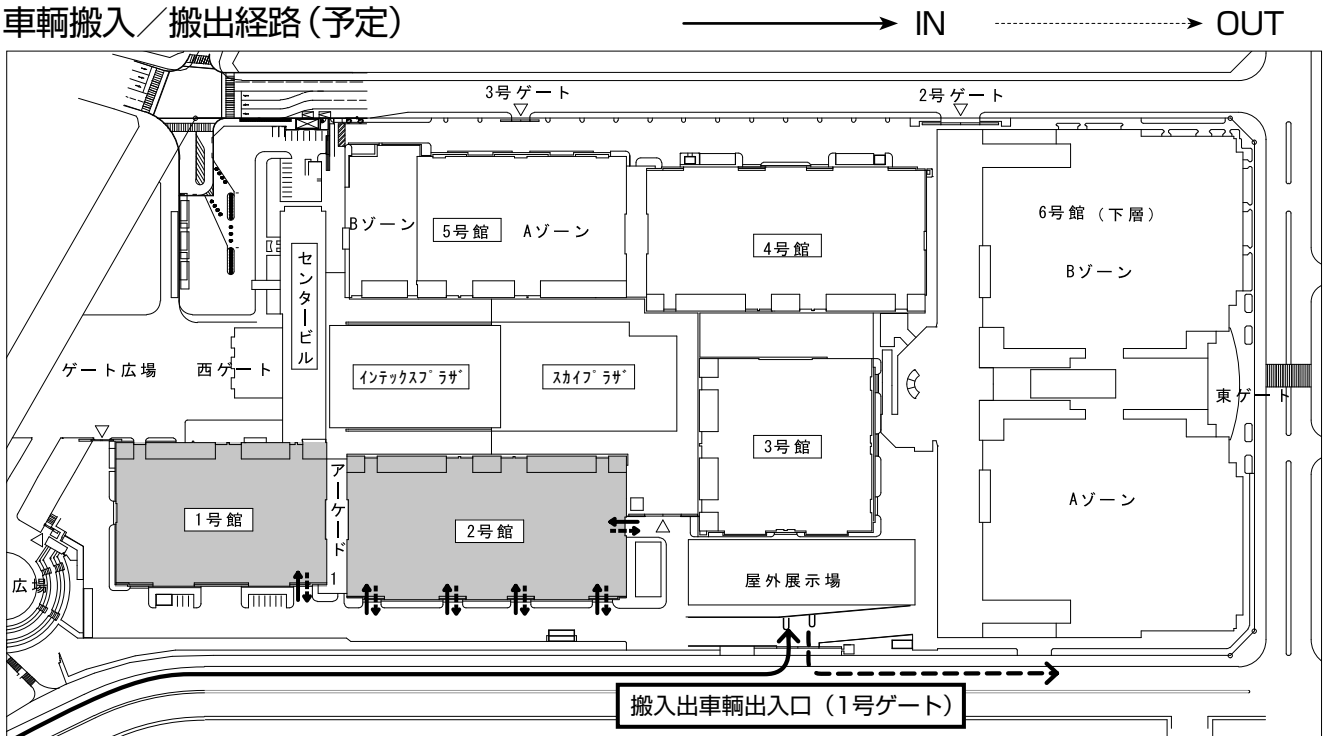 車輌搬入／搬出経路(予定)
IN
OUT
3号ゲート
2号ゲート
Bゾーン
5号館
Aゾーン
4号館
6号館（下層）
Bゾーン
センタービル
ゲート広場
西ゲート
インテックスプラザ
スカイプラザ
東ゲート
3号館
Aゾーン
1号館
アーケード1
2号館
広場
屋外展示場
搬入出車輌出入口（1号ゲート）